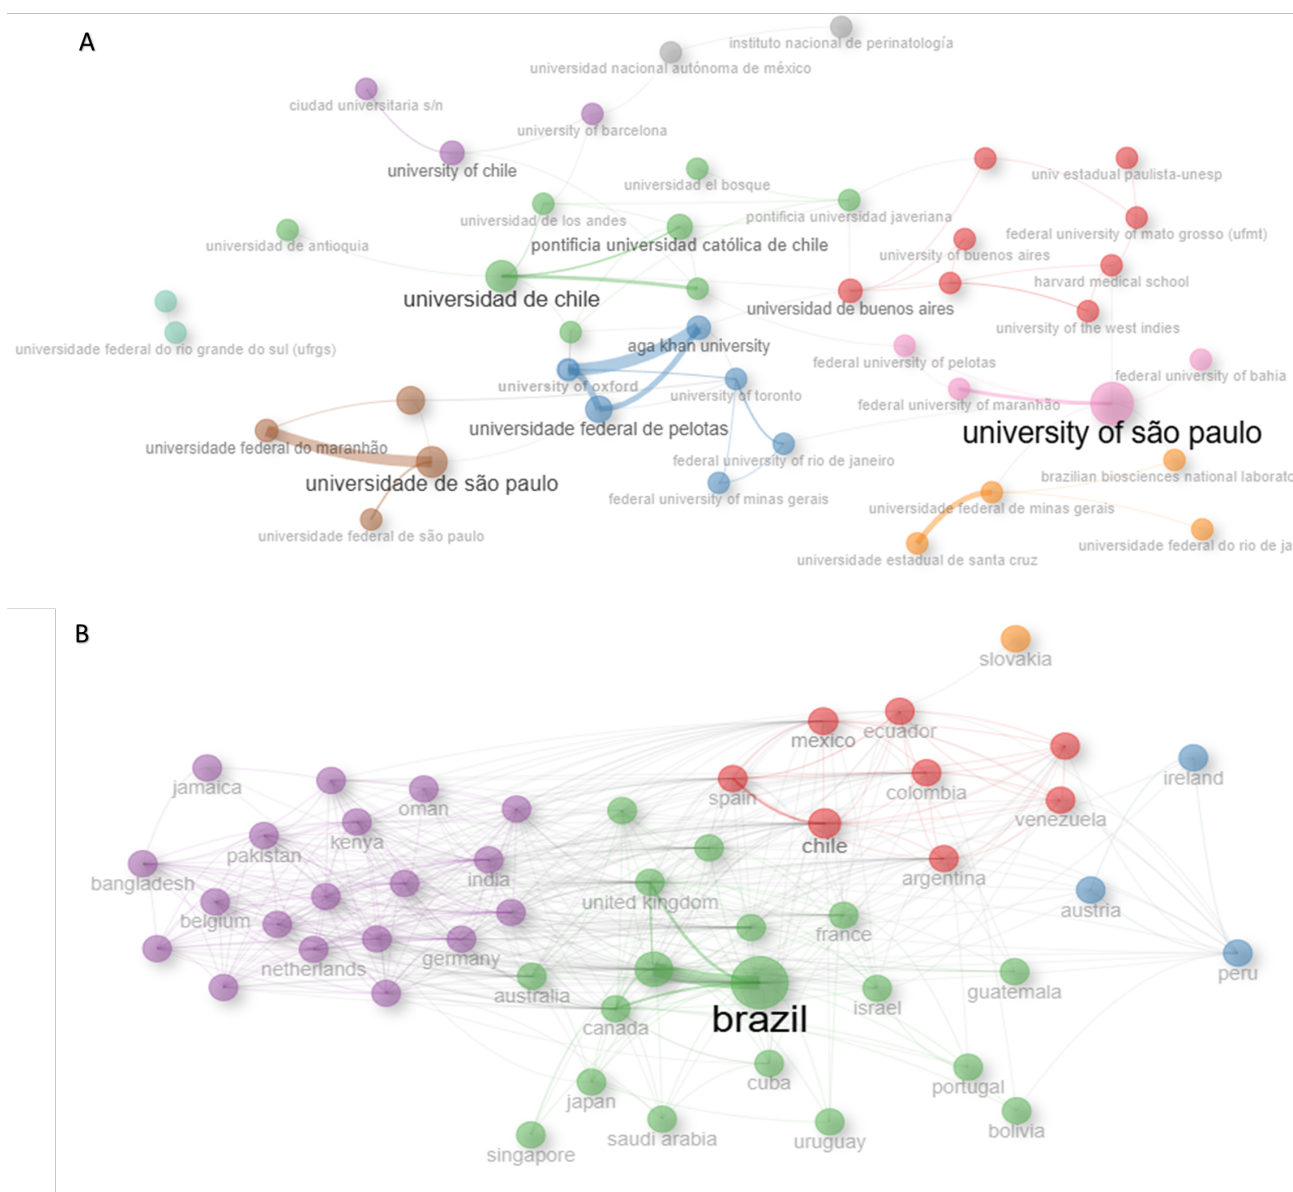 A
instituto nacional de perinatología
universidad nacional autónoma de méxico
ciudad universitaria s/n
university of barcelona
university of chile
univ estadual paulista-unesp
universidad el bosque
universidad de los andes
pontificia universidad javeriana
federal university of mato grosso (ufmt)
universidad de antioquia
pontificia universidad católica de chile
university of buenos aires
harvard medical school
universidad de chile
universidad de buenos aires
university of the west indies
universidade federal do rio grande do sul (ufrgs)
aga khan university
federal university of pelotas
federal university of bahia
university of oxford
university of toronto
federal university of maranhão
universidade federal de pelotas
university of são paulo
universidade federal do maranhão
federal university of rio de janeiro
brazilian biosciences national laborato
universidade de são paulo
federal university of minas gerais
universidade federal de minas gerais
universidade federal de são paulo
universidade federal do rio de ja
universidade estadual de santa cruz
B
slovakia
mexico
ecuador
jamaica
ireland
spain
colombia
oman
venezuela
kenya
chile
pakistan
india
argentina
bangladesh
united kingdom
austria
belgium
france
germany
netherlands
peru
australia
guatemala
israel
brazil
canada
cuba
portugal
japan
bolivia
saudi arabia
uruguay
singapore